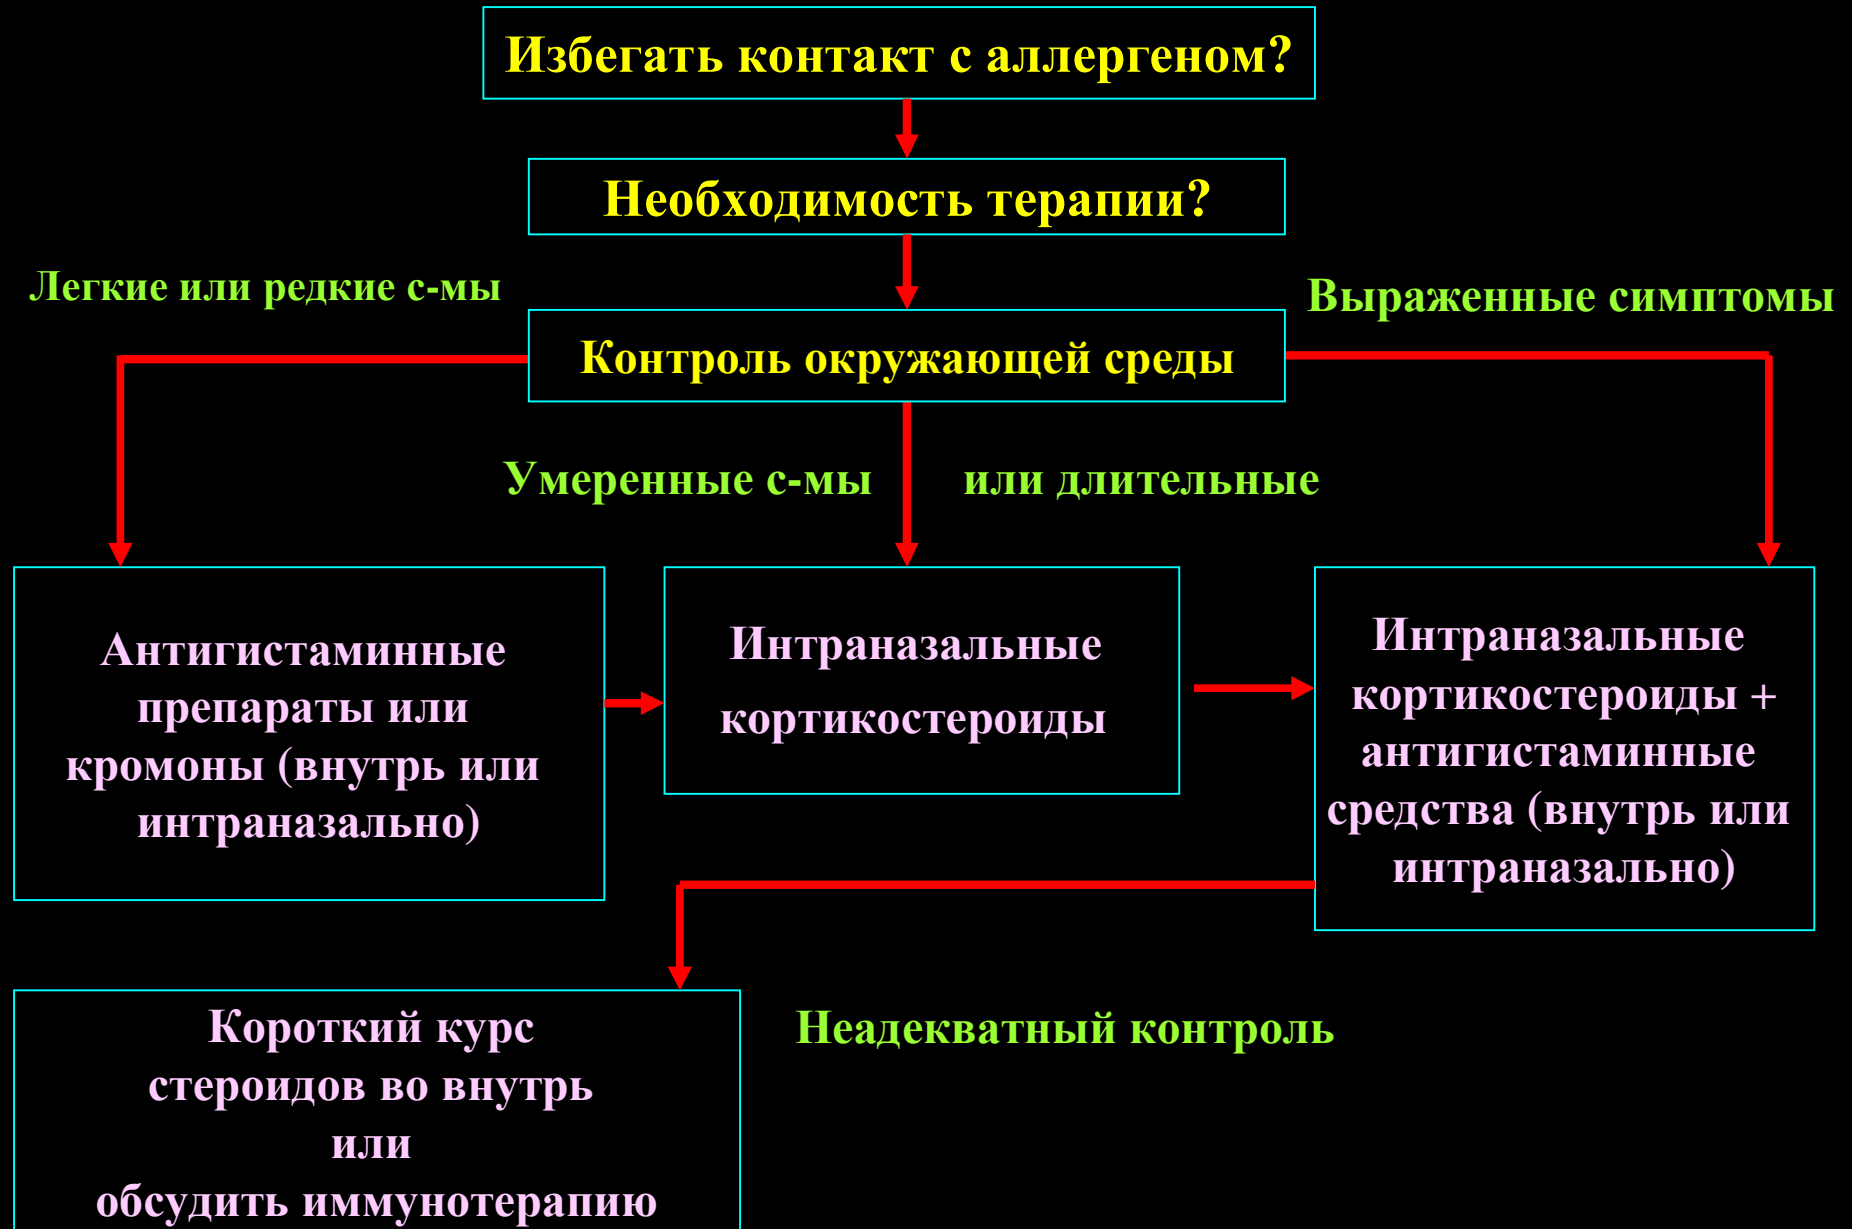 Избегать контакт с аллергеном?
Необходимость терапии?
Легкие или редкие с-мы
Выраженные симптомы
Контроль окружающей среды
Умеренные с-мы
или длительные
Антигистаминные
препараты или
кромоны (внутрь или
интраназально)
Интраназальные
кортикостероиды
Интраназальные
кортикостероиды +
антигистаминные
средства (внутрь или
интраназально)
Короткий курс
стероидов во внутрь
или
обсудить иммунотерапию
Неадекватный контроль